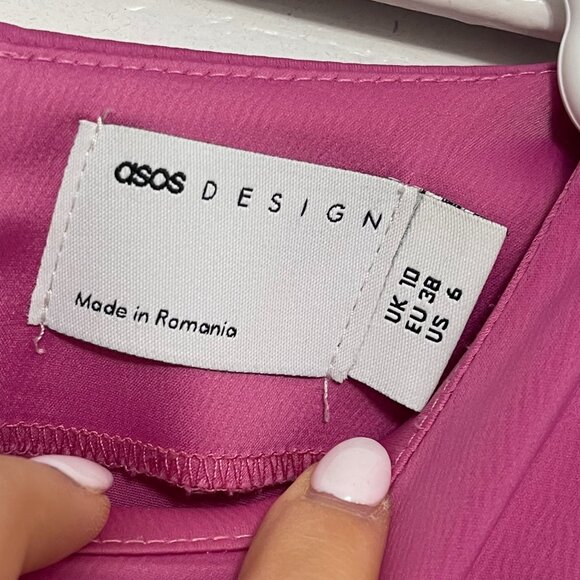 asos DESIGN
Made in Romania
UK 10
EU 38
US 6